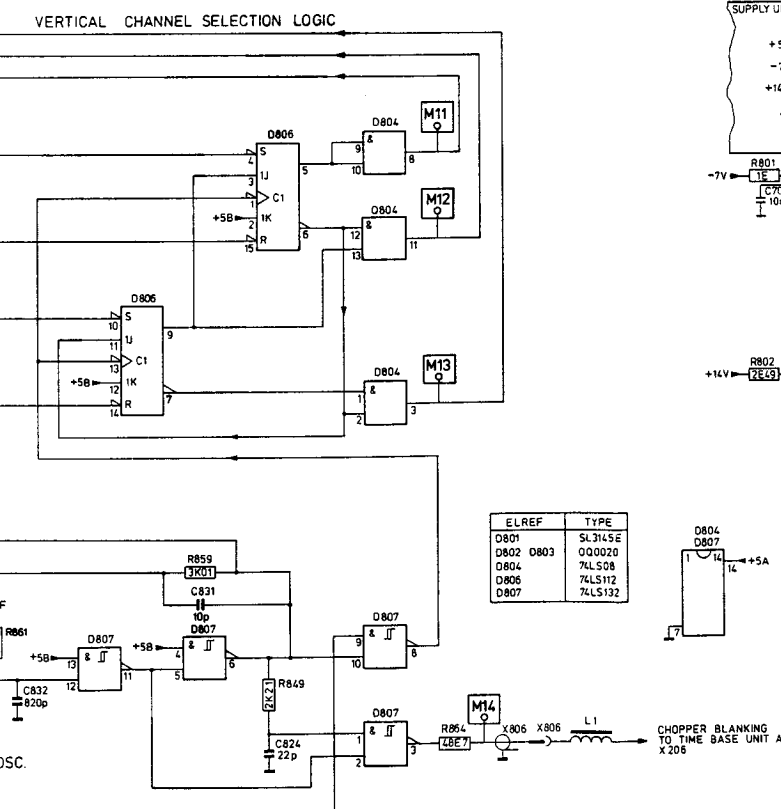 VERTICAL CHANNEL SELECTION LOGIC
SUPPLY U
+5
-7
+14
M11
D806
D804
S
4
1J
3
C1
1
+5B
1K
2
R
15
5
6
&
9
10
8
M12
D804
12
13
11
R801
-7V
1E
C70
10n
D806
S
10
1J
11
C1
13
+5B
1K
12
R
14
9
7
M13
D804
&
1
2
3
R802
+14V
2E49
ELREF TYPE
D801 SL3145E
D802 D803 OQ0020
D804 74LS08
D806 74LS112
D807 74LS132
D804
D807
1 14
14
+5A
7
R859
3K01
C831
10p
F
R861
D807
+5B
13
&
12
11
D807
+5B
4
&
5
6
D807
9
&
10
8
C832
820p
R849
2K21
C824
22p
D807
&
1
2
3
M14
R864
48E7
X806 X806
L1
CHOPPER BLANKING
TO TIME BASE UNIT A
X206
OSC.